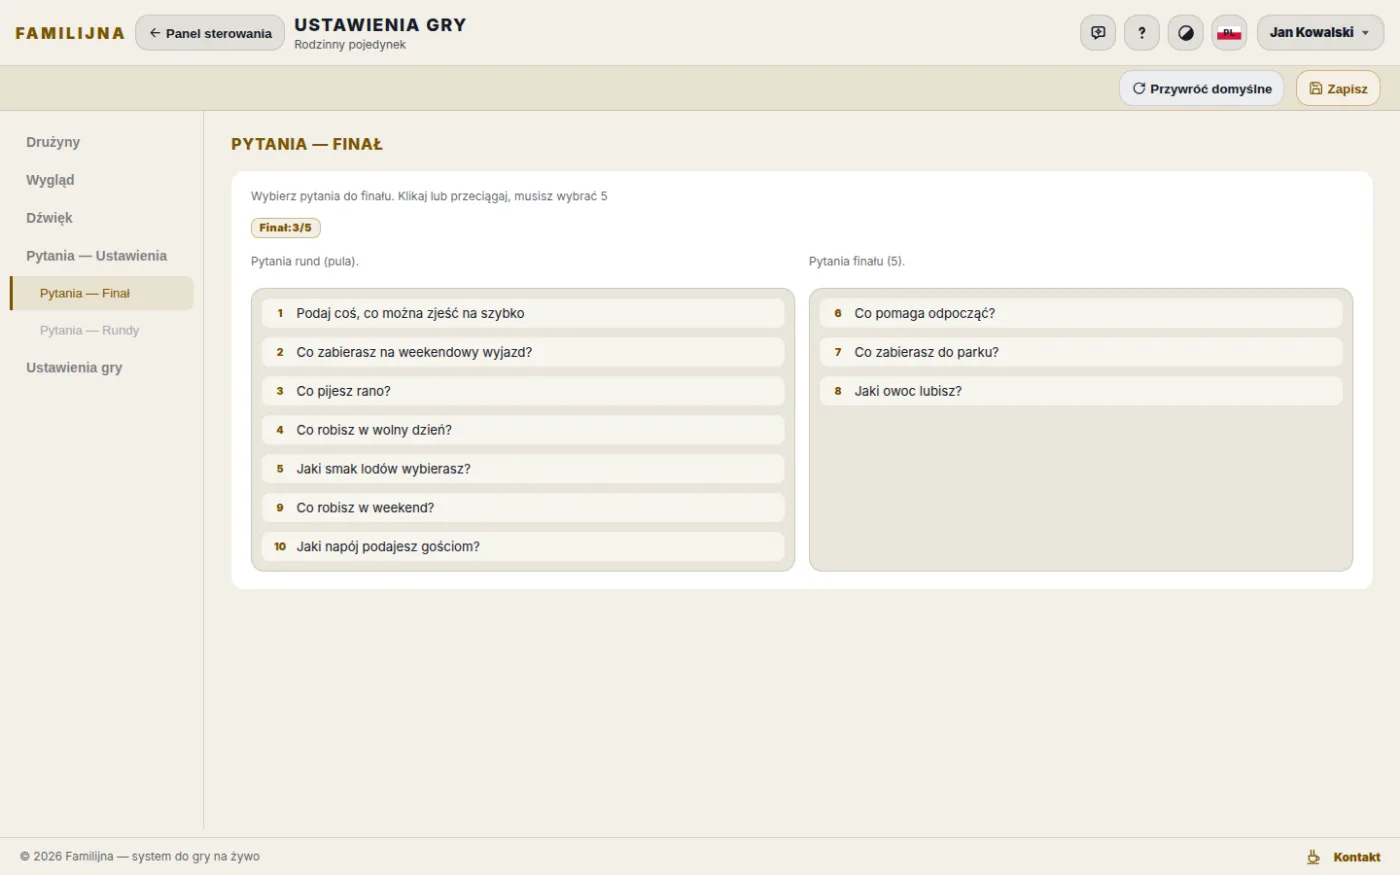 FAMILIJNA
← Panel sterowania
USTAWIENIA GRY
Rodzinny pojedynek
?
PL
Jan Kowalski
Przywróć domyślne
Zapisz
Drużyny
Wygląd
Dźwięk
Pytania — Ustawienia
Pytania — Finał
Pytania — Rundy
Ustawienia gry
PYTANIA — FINAŁ
Wybierz pytania do finału. Klikaj lub przeciągaj, musisz wybrać 5
Finał:3/5
Pytania rund (pula).
1 Podaj coś, co można zjeść na szybko
2 Co zabierasz na weekendowy wyjazd?
3 Co pijesz rano?
4 Co robisz w wolny dzień?
5 Jaki smak lodów wybierasz?
9 Co robisz w weekend?
10 Jaki napój podajesz gościom?
Pytania finału (5).
6 Co pomaga odpocząć?
7 Co zabierasz do parku?
8 Jaki owoc lubisz?
© 2026 Familijna — system do gry na żywo
Kontakt